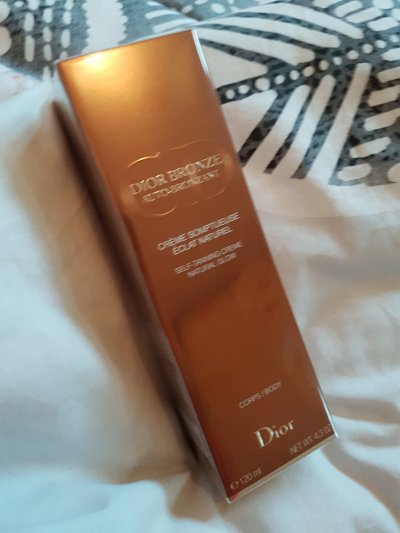 DIOR BRONZE
AUTO-BRONZANT
CRÈME SOMPTUEUSE
ÉCLAT NATUREL
SELF-TANNING CREME
NATURAL GLOW
CORPS / BODY
Dior
℮ 120 ml
NET WT. 4.3 OZ